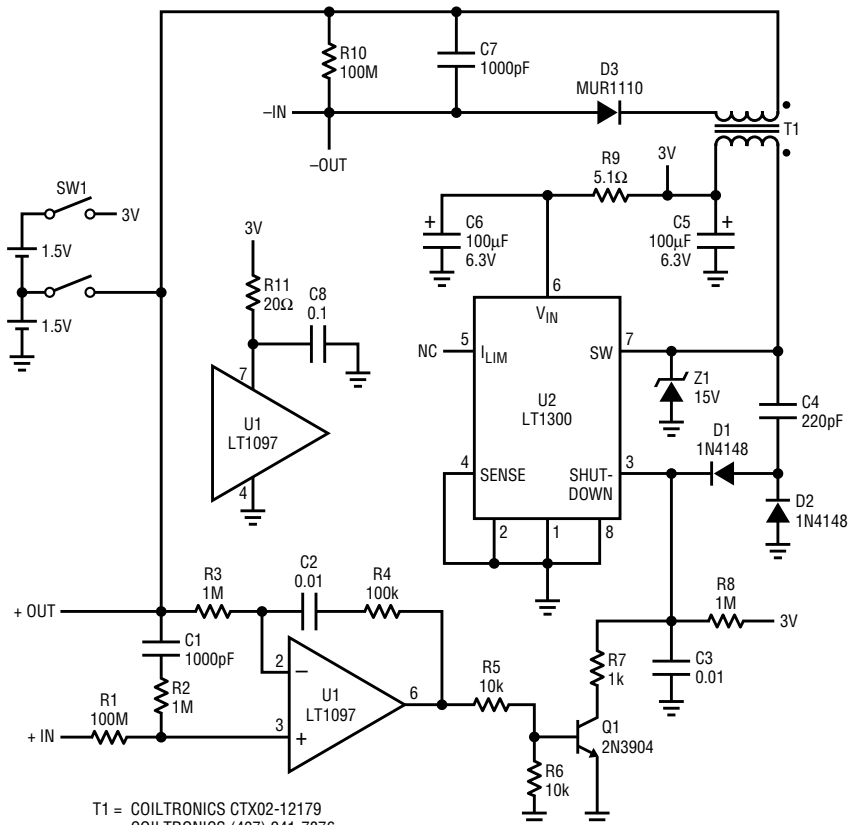 R10
100M
C7
1000pF
D3
MUR1110
–IN
T1
–OUT
R9
5.1Ω
3V
SW1
3V
1.5V
1.5V
3V
R11
20Ω
C8
0.1
+
C6
100µF
6.3V
C5
100µF
6.3V
+
6
VIN
NC
5
ILIM
SW
7
Z1
15V
C4
220pF
7
U1
LT1097
4
U2
LT1300
D1
1N4148
4
SENSE
SHUT-
DOWN
3
D2
1N4148
2
1
8
+ OUT
R3
1M
C2
0.01
R4
100k
R8
1M
3V
C1
1000pF
R2
1M
R1
100M
+ IN
2
–
U1
LT1097
6
3
+
R5
10k
R7
1k
C3
0.01
Q1
2N3904
R6
10k
T1 = COILTRONICS CTX02-12179